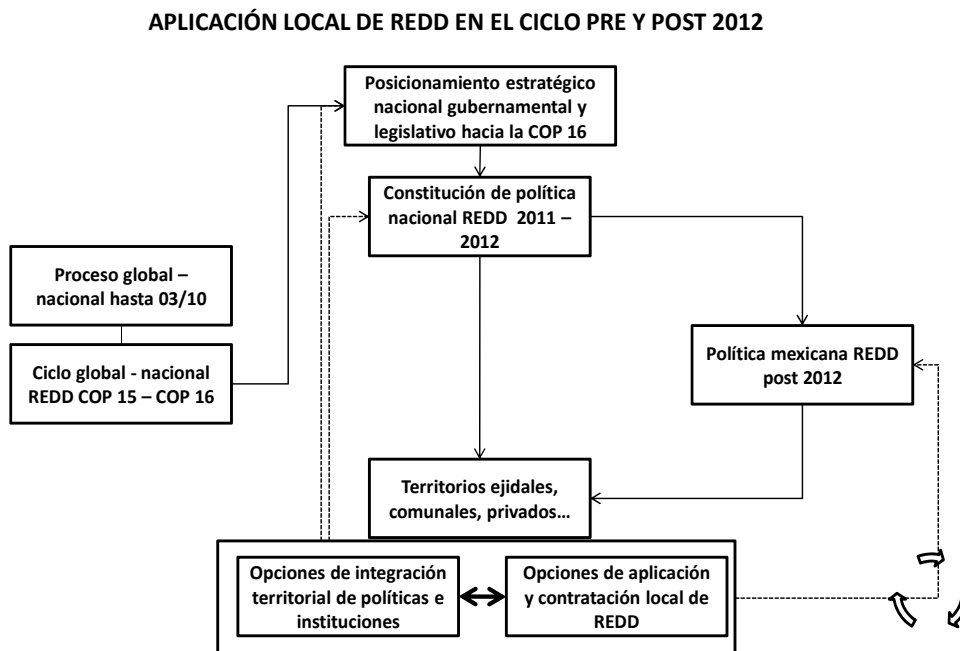 APLICACIÓN LOCAL DE REDD EN EL CICLO PRE Y POST 2012
Posicionamiento estratégico
nacional gubernamental y
legislativo hacia la COP 16
Constitución de política
nacional REDD 2011 –
2012
Proceso global –
nacional hasta 03/10
Ciclo global - nacional
REDD COP 15 – COP 16
Política mexicana REDD
post 2012
Territorios ejidales,
comunales, privados...
Opciones de integración
territorial de políticas e
instituciones
Opciones de aplicación
y contratación local de
REDD